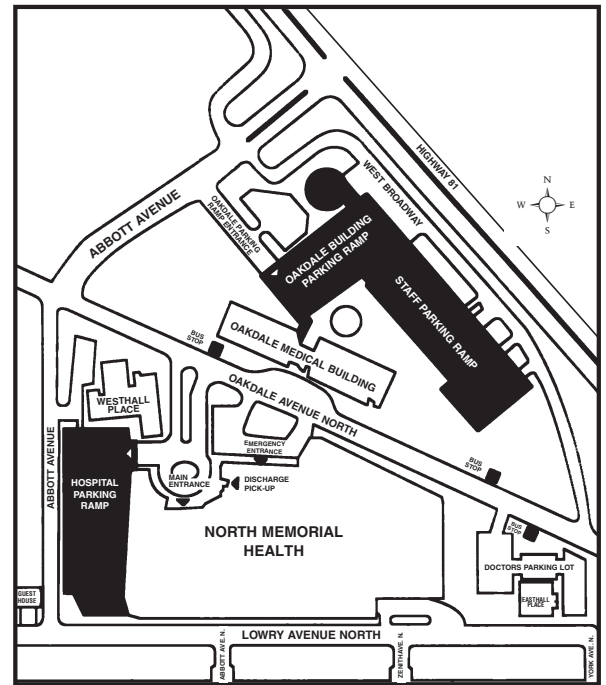 HIGHWAY 81
WEST BROADWAY
N
W E
S
ABBOTT AVENUE
OAKDALE PARKING
RAMP ENTRANCE
OAKDALE BUILDING
PARKING RAMP
STAFF PARKING RAMP
BUS
STOP
OAKDALE MEDICAL BUILDING
OAKDALE AVENUE NORTH
WESTHALL
PLACE
ABBOTT AVENUE
EMERGENCY
ENTRANCE
HOSPITAL
PARKING
RAMP
MAIN
ENTRANCE
DISCHARGE
PICK-UP
BUS
STOP
NORTH MEMORIAL
HEALTH
BUS
STOP
DOCTORS PARKING LOT
GUEST
HOUSE
EASTHALL
PLACE
LOWRY AVENUE NORTH
ABBOTT AVE. N.
ZENITH AVE. N.
YORK AVE. N.